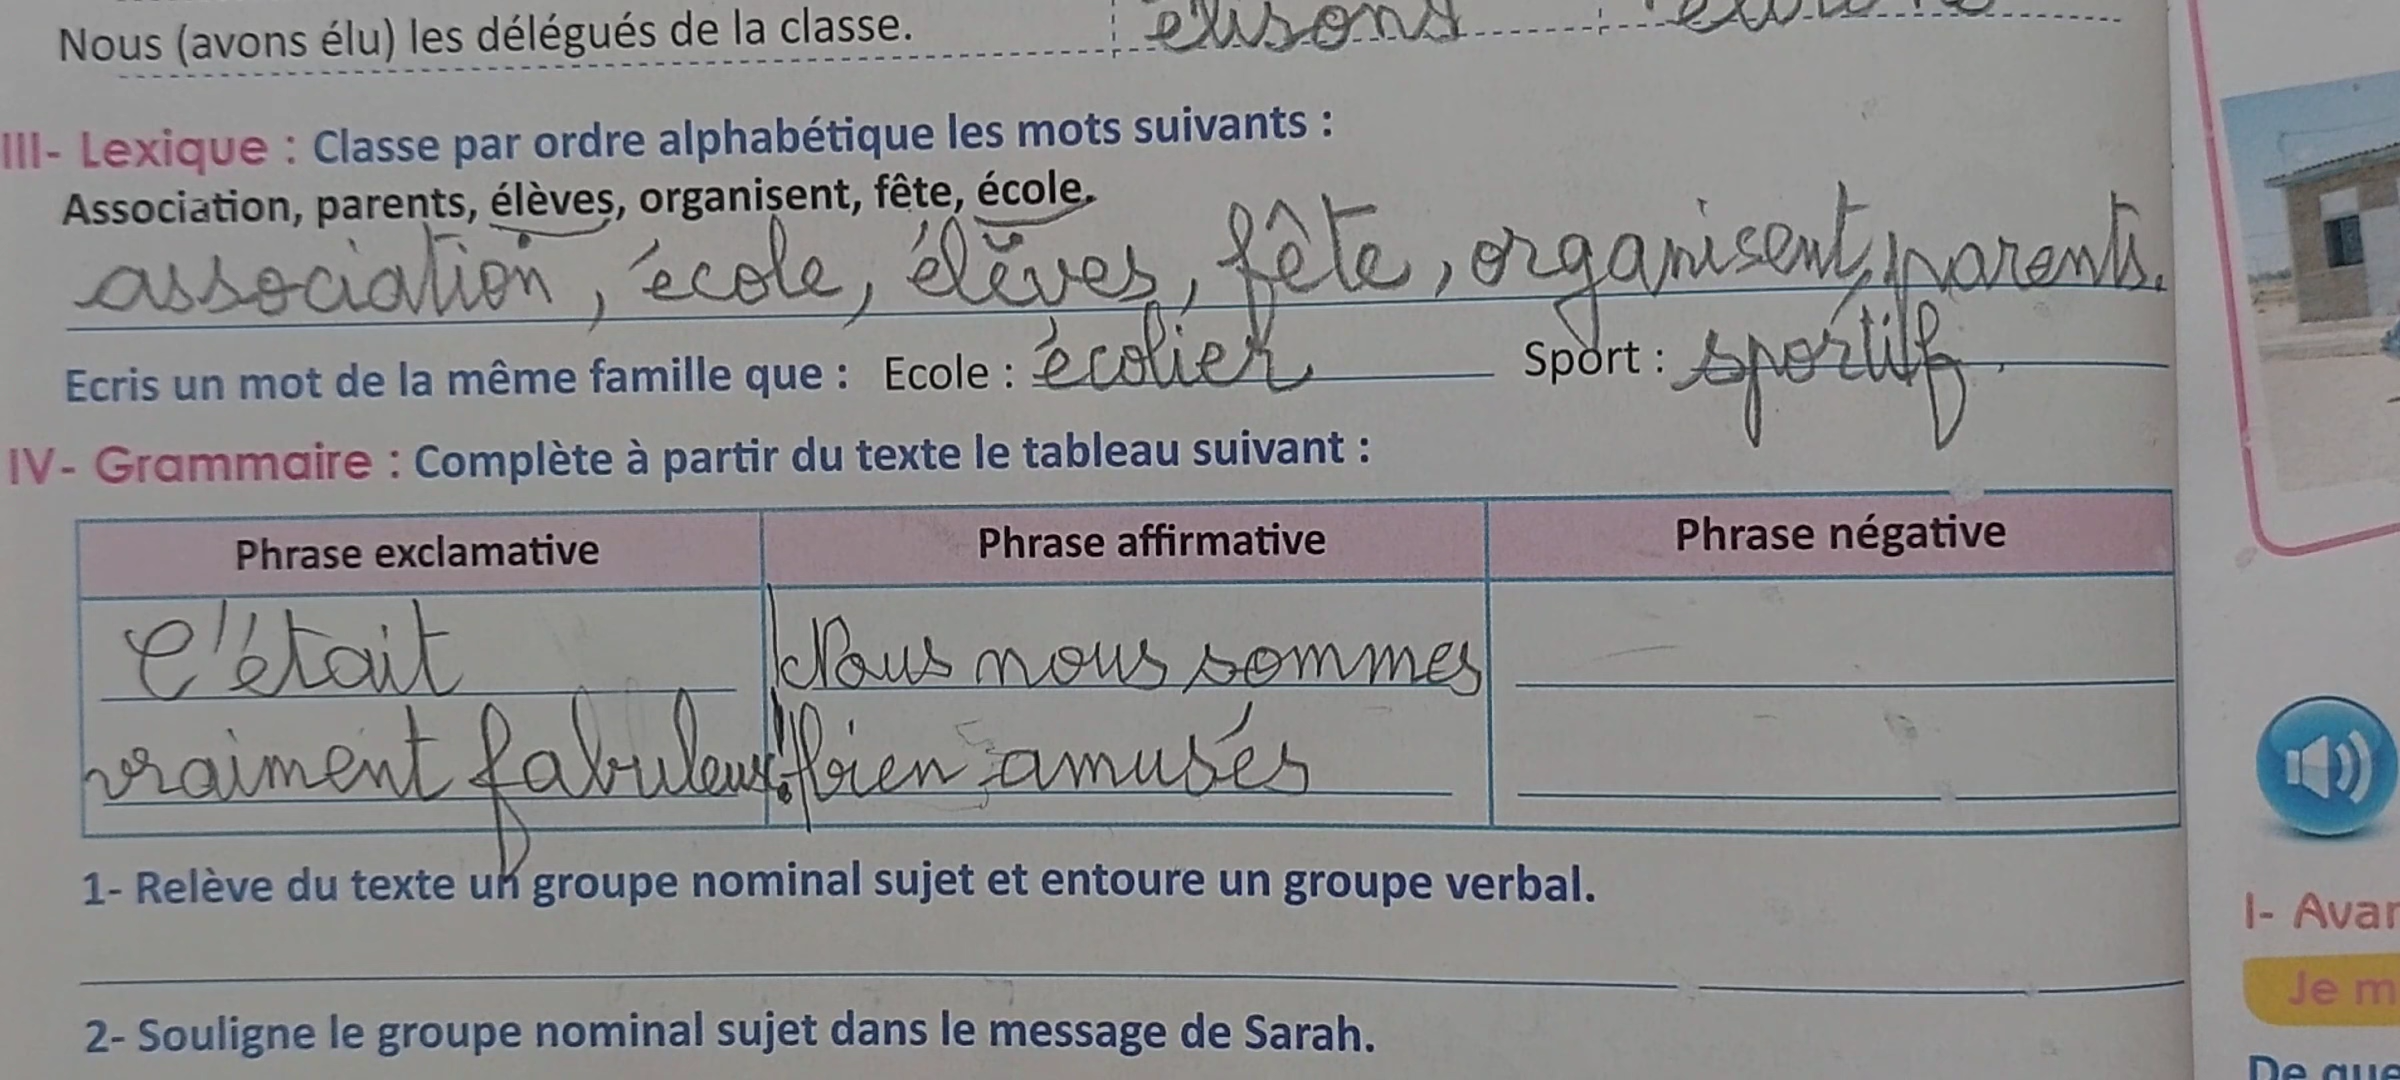 Nous (avons élu) les délégués de la classe. élisons
III- Lexique : Classe par ordre alphabétique les mots suivants :
Association, parents, élèves, organisent, fête, école.
association, école, élèves, fête, organisent, parents.
Ecris un mot de la même famille que : Ecole : écolier Sport : sportif.
IV- Grammaire : Complète à partir du texte le tableau suivant :
Phrase exclamative Phrase affirmative Phrase négative
C'était Nous nous sommes
vraiment fabuleux! bien amusés
1- Relève du texte un groupe nominal sujet et entoure un groupe verbal.
2- Souligne le groupe nominal sujet dans le message de Sarah.
I-
Je
De